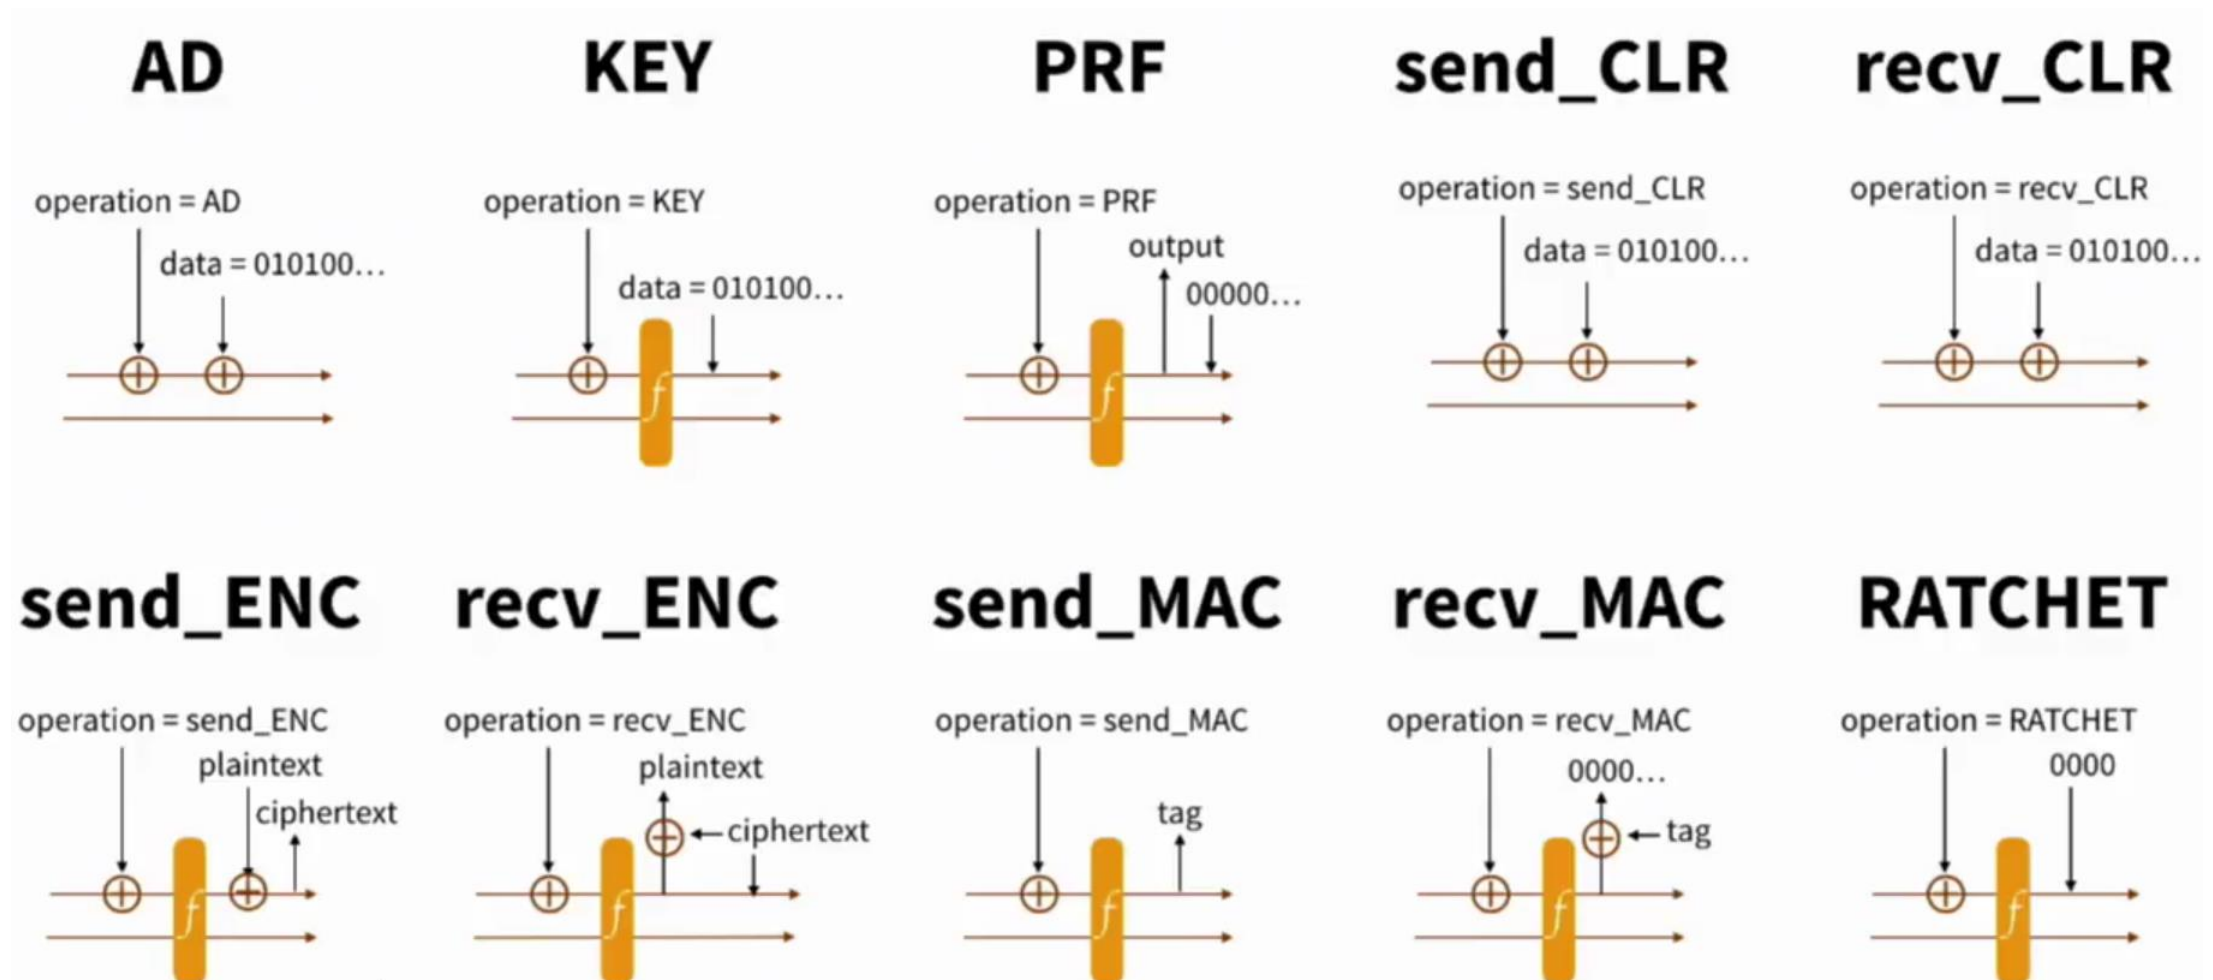 AD
KEY
PRF
send_CLR
recv_CLR
operation = AD
data = 010100...
operation = KEY
data = 010100...
f
operation = PRF
output
00000...
f
operation = send_CLR
data = 010100...
operation = recv_CLR
data = 010100...
send_ENC
recv_ENC
send_MAC
recv_MAC
RATCHET
operation = send_ENC
plaintext
ciphertext
f
operation = recv_ENC
plaintext
ciphertext
f
operation = send_MAC
tag
f
operation = recv_MAC
0000...
tag
f
operation = RATCHET
0000
f